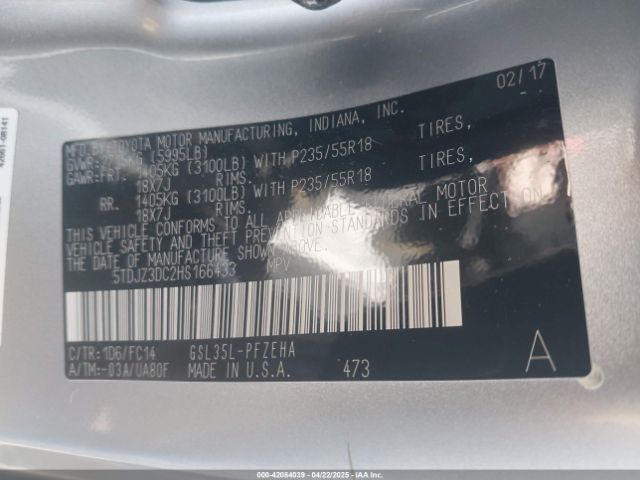 02/17
MFD.BY:TOYOTA MOTOR MANUFACTURING, INDIANA, INC.
(5995LB)
GAWR:FRT. 1405KG (3100LB) WITH P235/55R18 TIRES,
18X7J RIMS.
RR. 1405KG (3100LB) WITH P235/55R18 TIRES,
18X7J RIMS.
THIS VEHICLE CONFORMS TO ALL APPLICABLE FEDERAL MOTOR
VEHICLE SAFETY AND THEFT PREVENTION STANDARDS IN EFFECT ON
THE DATE OF MANUFACTURE SHOWN ABOVE.
5TDJZ3DC2HS166433 MPV
C/TR:1D6/FC14 GSL35L-PFZEHA
A/TM:-03A/UA80F MADE IN U.S.A. 473
A
000-42084039 - 04/22/2025 - IAAI.COM